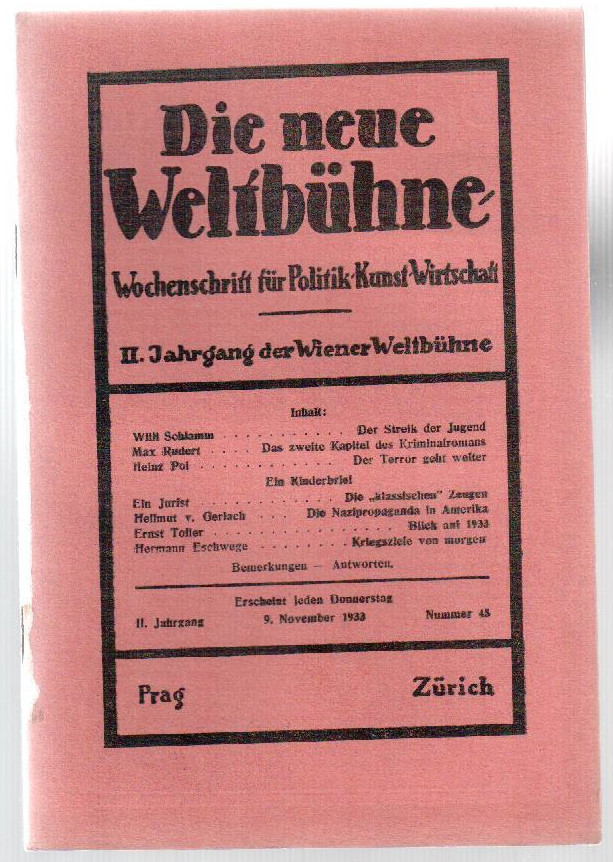 Die neue
Weltbühne
Wochenschrift für Politik·Kunst·Wirtschaft
II. Jahrgang der Wiener Weltbühne
Inhalt:
Willi Schlamm . . . . . . . . . . . . Der Streik der Jugend
Max Rudert . . . . Das zweite Kapitel des Kriminalromans
Heinz Pol . . . . . . . . . . . . . Der Terror geht weiter
Ein Kinderbrief
Ein Jurist . . . . . . . . . . . . Die „klassischen" Zeugen
Hellmut v. Gerlach . . . Die Nazipropaganda in Amerika
Ernst Toller . . . . . . . . . . . . . . . . . . Blick auf 1933
Hermann Eschwege . . . . . . . . Kriegsziele von morgen
Bemerkungen — Antworten.
Erscheint jeden Donnerstag
II. Jahrgang 9. November 1933 Nummer 45
Prag Zürich